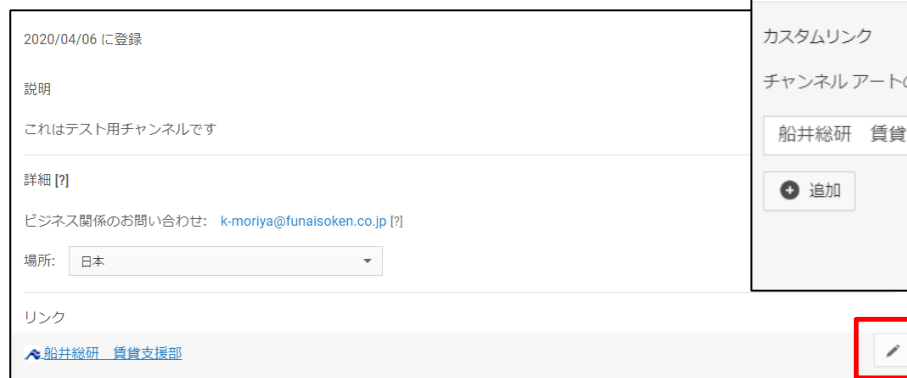 2020/04/06 に登録
説明
これはテスト用チャンネルです
詳細 [?]
ビジネス関係のお問い合わせ: k-moriya@funaisoken.co.jp [?]
場所: 日本
リンク
船井総研　賃貸支援部
カスタムリンク
チャンネル アートの
船井総研　賃貸
追加